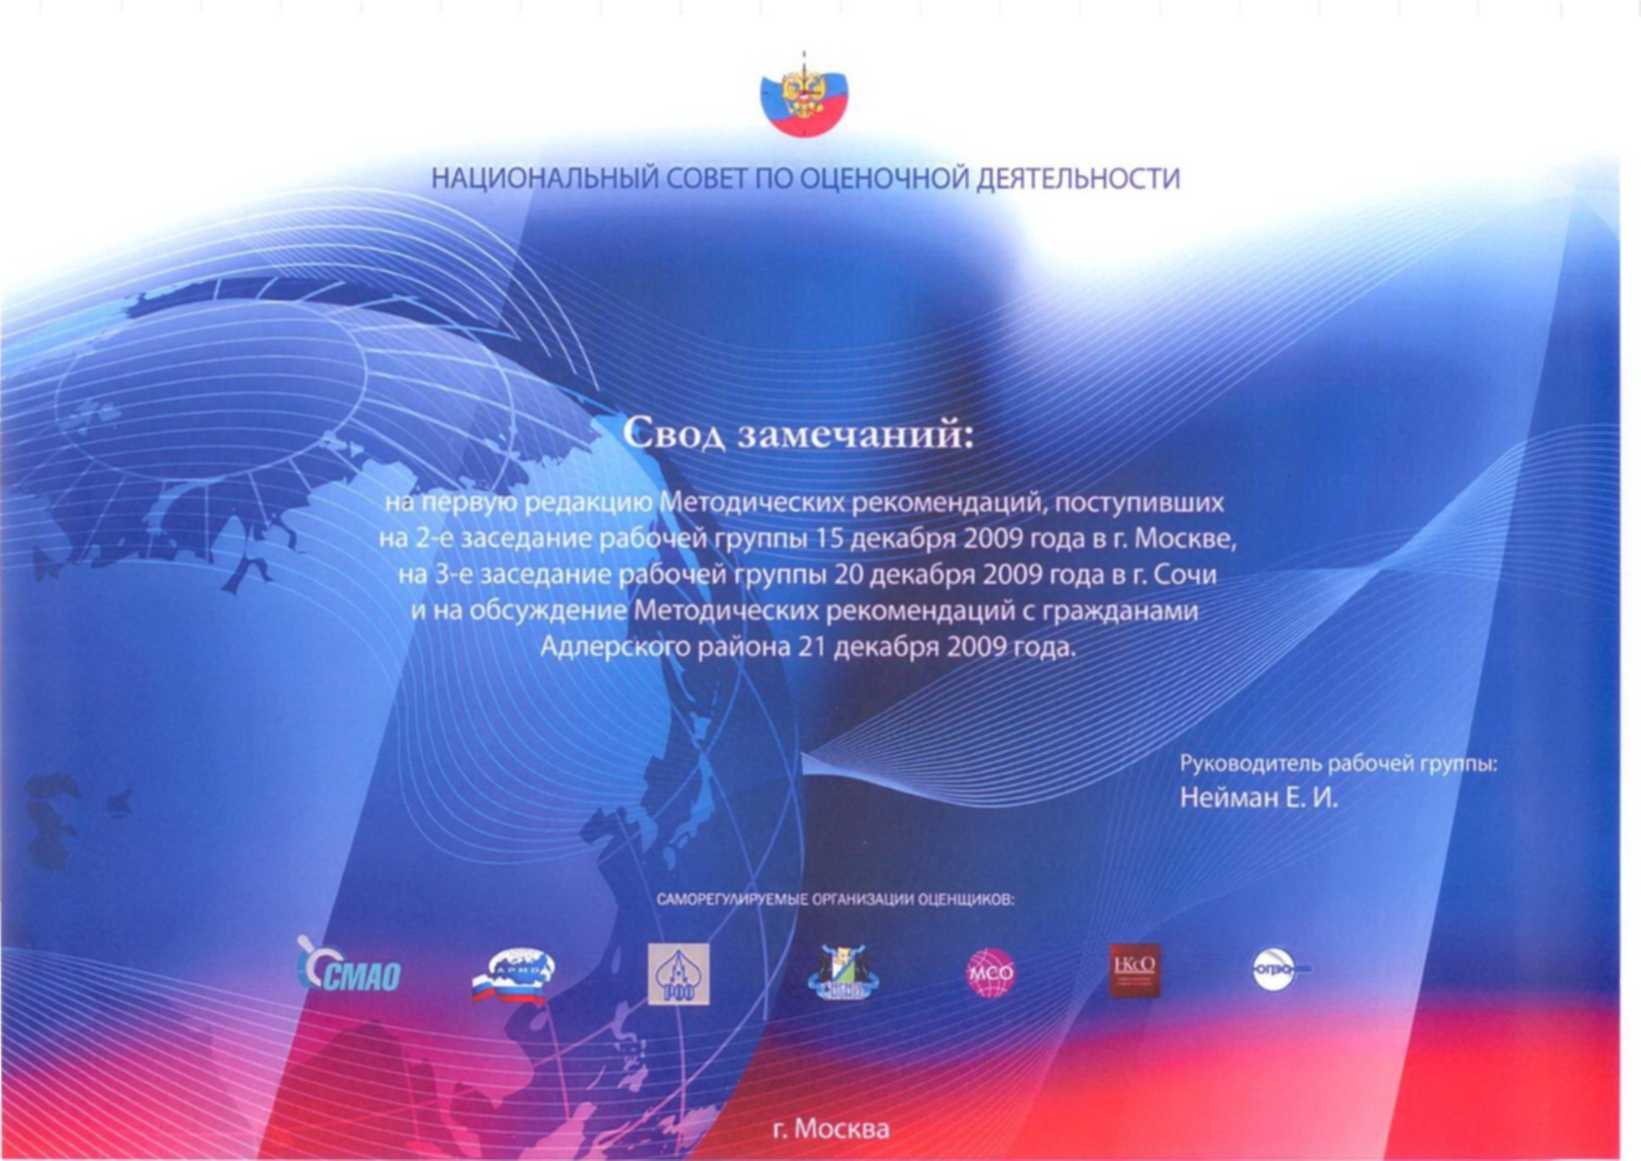 НАЦИОНАЛЬНЫЙ СОВЕТ ПО ОЦЕНОЧНОЙ ДЕЯТЕЛЬНОСТИ
Свод замечаний:
на первую редакцию Методических рекомендаций, поступивших
на 2-е заседание рабочей группы 15 декабря 2009 года в г. Москве,
на 3-е заседание рабочей группы 20 декабря 2009 года в г. Сочи
и на обсуждение Методических рекомендаций с гражданами
Адлерского района 21 декабря 2009 года.
Руководитель рабочей группы:
Нейман Е. И.
САМОРЕГУЛИРУЕМЫЕ ОРГАНИЗАЦИИ ОЦЕНЩИКОВ:
СМАО АРМО РОО МСО НКСО
г. Москва